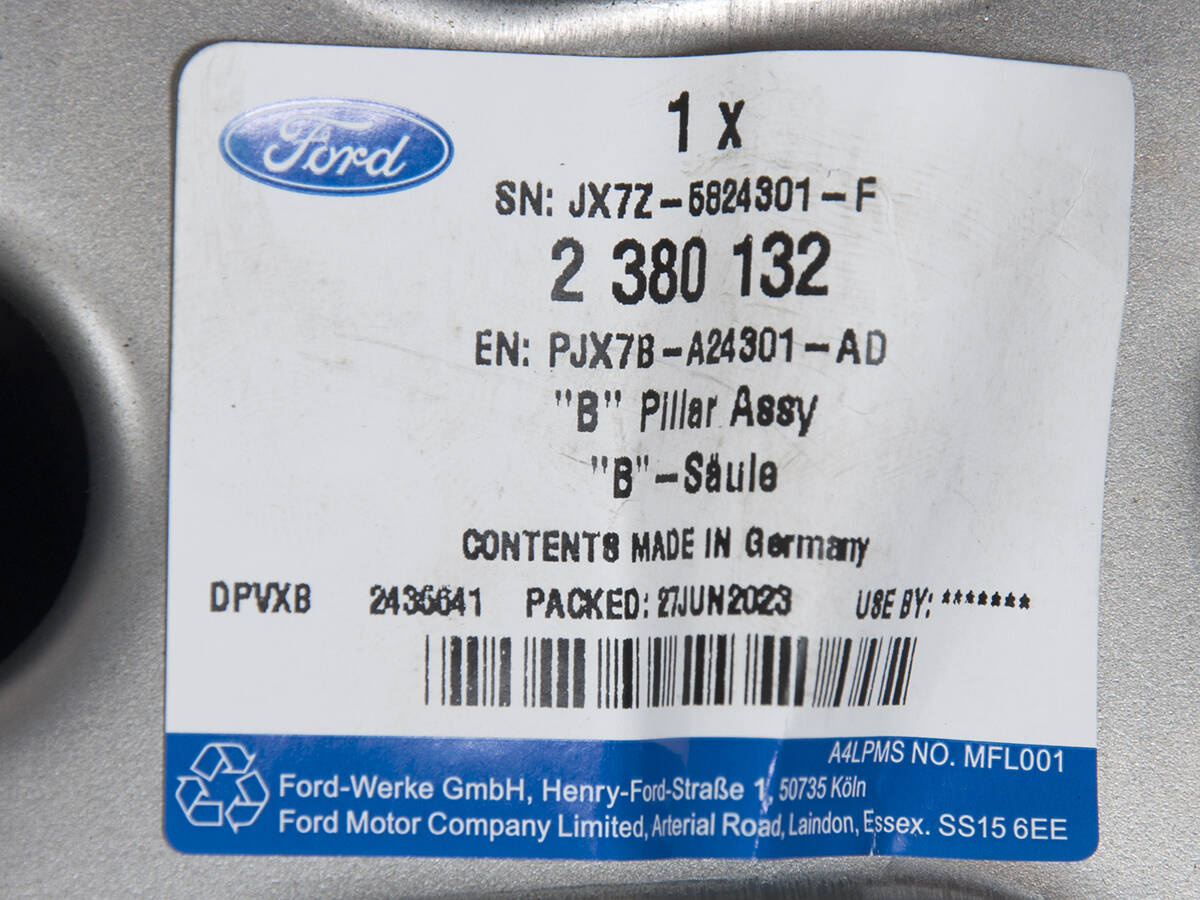 Ford
1 x
SN: JX7Z-5824301-F
2 380 132
EN: PJX7B-A24301-AD
"B" Pillar Assy
"B"-Säule
CONTENTS MADE IN Germany
DPVXB 2435641 PACKED: 27JUN2023 USE BY: *******
A4LPMS NO. MFL001
Ford-Werke GmbH, Henry-Ford-Straße 1, 50735 Köln
Ford Motor Company Limited, Arterial Road, Laindon, Essex. SS15 6EE